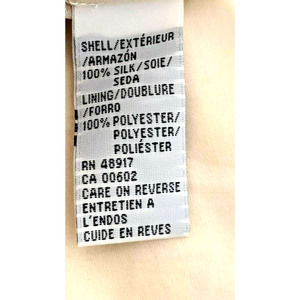 SHELL/EXTÉRIEUR
/ARMAZÓN
100% SILK/SOIE/
SEDA
LINING/DOUBLURE
/FORRO
100% POLYESTER/
POLYESTER/
POLIÉSTER
RN 48917
CA 00602
CARE ON REVERSE
ENTRETIEN A
L'ENDOS
CUIDE EN REVES